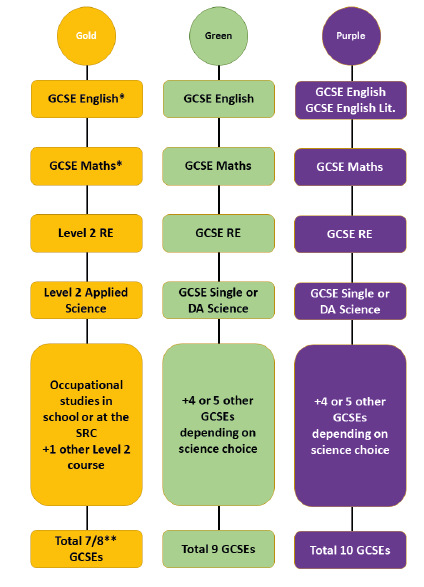 Gold
GCSE English*
GCSE Maths*
Level 2 RE
Level 2 Applied
Science
Occupational
studies in
school or at the
SRC
+1 other Level 2
course
Total 7/8**
GCSEs
Green
GCSE English
GCSE Maths
GCSE RE
GCSE Single or
DA Science
+4 or 5 other
GCSEs
depending on
science choice
Total 9 GCSEs
Purple
GCSE English
GCSE English Lit.
GCSE Maths
GCSE RE
GCSE Single or
DA Science
+4 or 5 other
GCSEs
depending on
science choice
Total 10 GCSEs